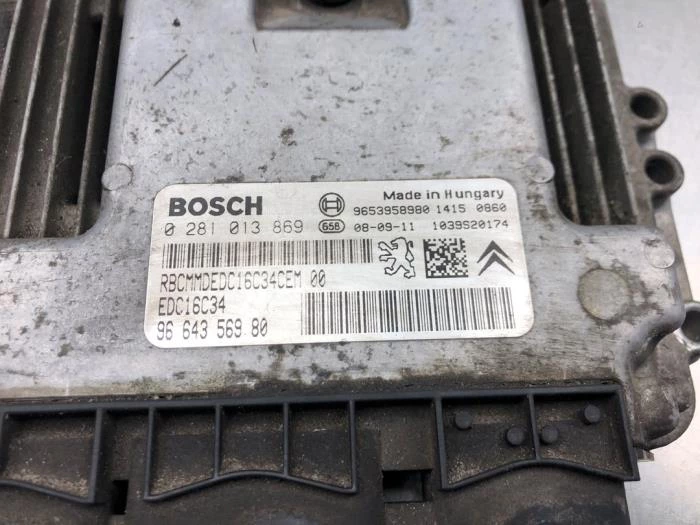 BOSCH
Made in Hungary
9653958980 1415 0860
0 281 013 869 658 08-09-11 1039S20174
RBCMMDEDC16C34CEM 00
EDC16C34
96 643 569 80